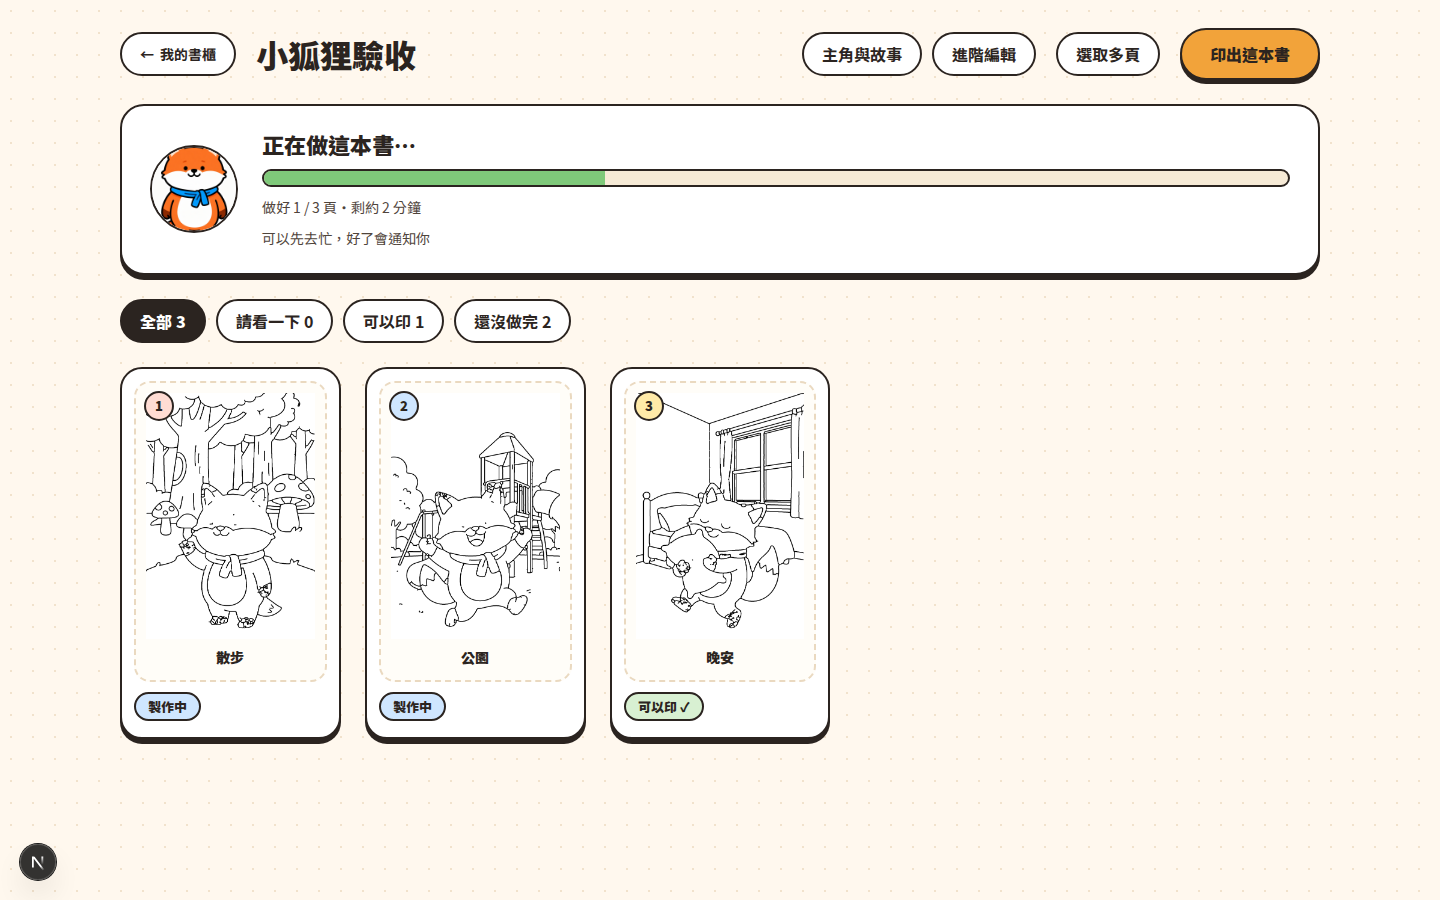 ← 我的書櫃
小狐狸驗收
主角與故事
進階編輯
選取多頁
印出這本書
正在做這本書…
做好 1 / 3 頁・剩約 2 分鐘
可以先去忙，好了會通知你
全部 3
請看一下 0
可以印 1
還沒做完 2
1
2
3
散步
公園
晚安
製作中
製作中
可以印 ✓
N